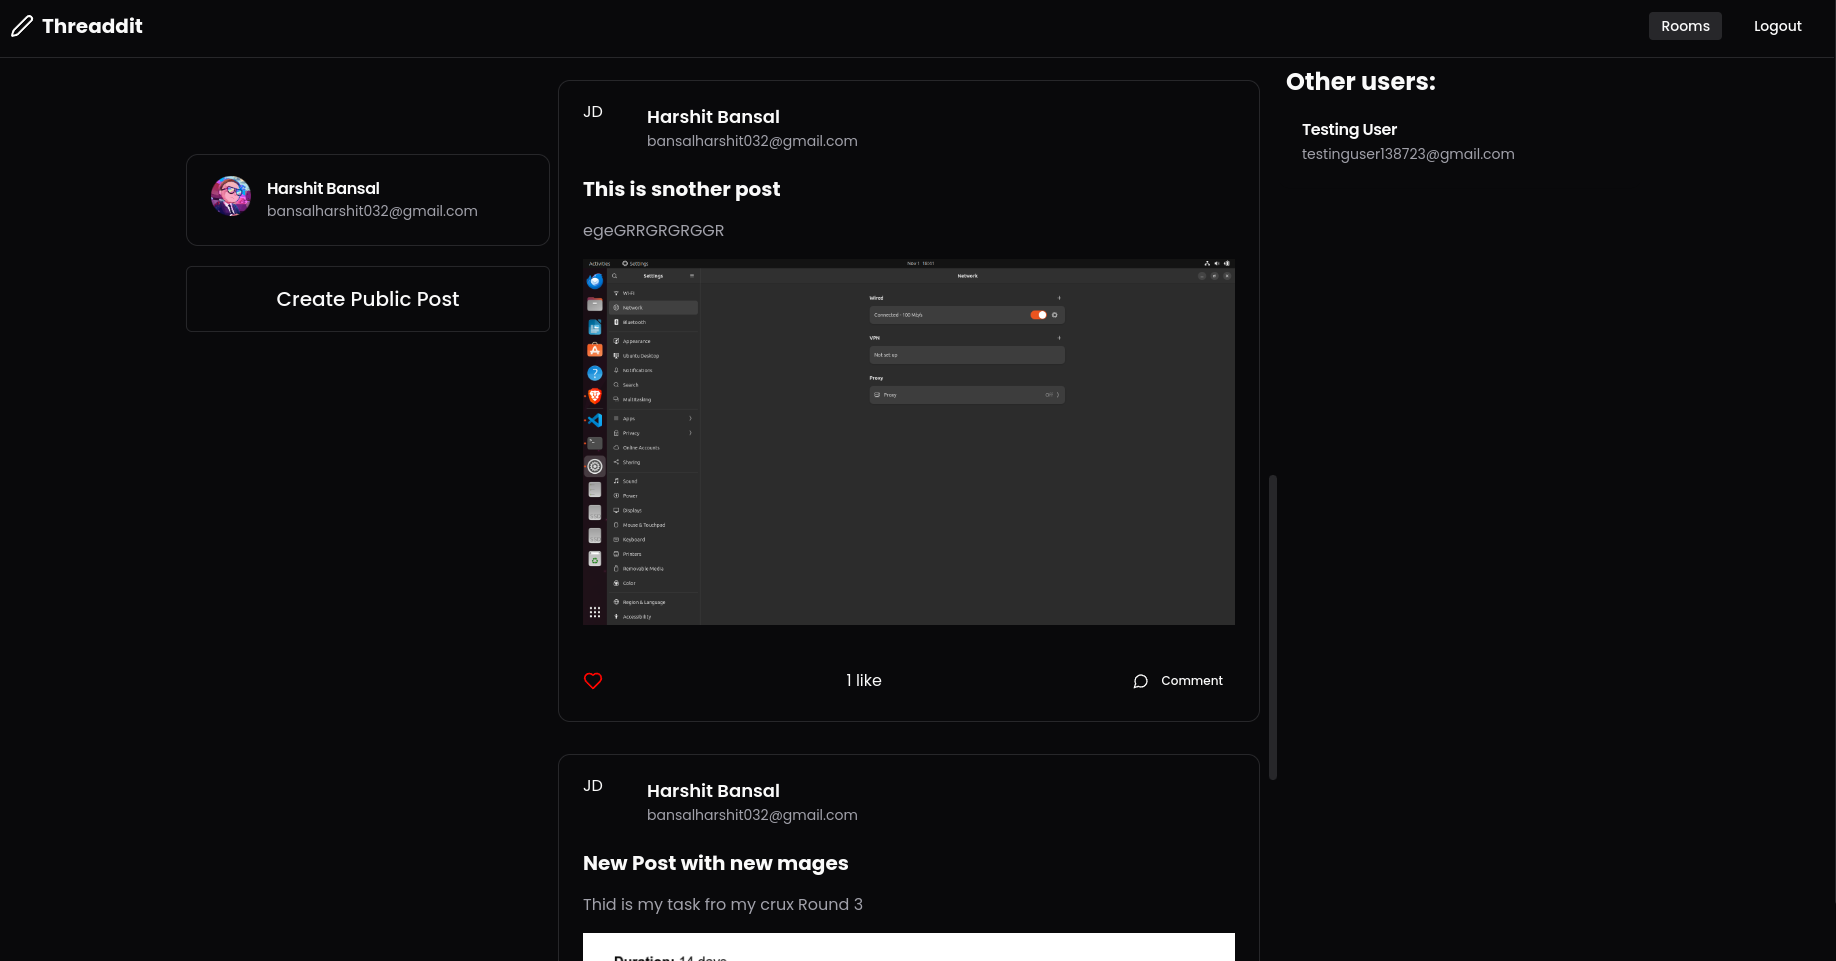 Threaddit
Rooms
Logout
Harshit Bansal
bansalharshit032@gmail.com
Create Public Post
JD
Harshit Bansal
bansalharshit032@gmail.com
This is snother post
egeGRRGRGRGGR
Activities
Settings
Nov 1
Settings
Network
Wi-Fi
Network
Bluetooth
Appearance
Ubuntu Desktop
Notifications
Search
Multitasking
Apps
Privacy
Online Accounts
Sharing
Sound
Power
Displays
Mouse & Touchpad
Keyboard
Printers
Removable Media
Color
Region & Language
Accessibility
Wired
Connected - 100 Mb/s
VPN
Not set up
Proxy
Proxy
Off
1 like
Comment
JD
Harshit Bansal
bansalharshit032@gmail.com
New Post with new mages
Thid is my task fro my crux Round 3
Duration: 14 days
Other users:
Testing User
testinguser138723@gmail.com